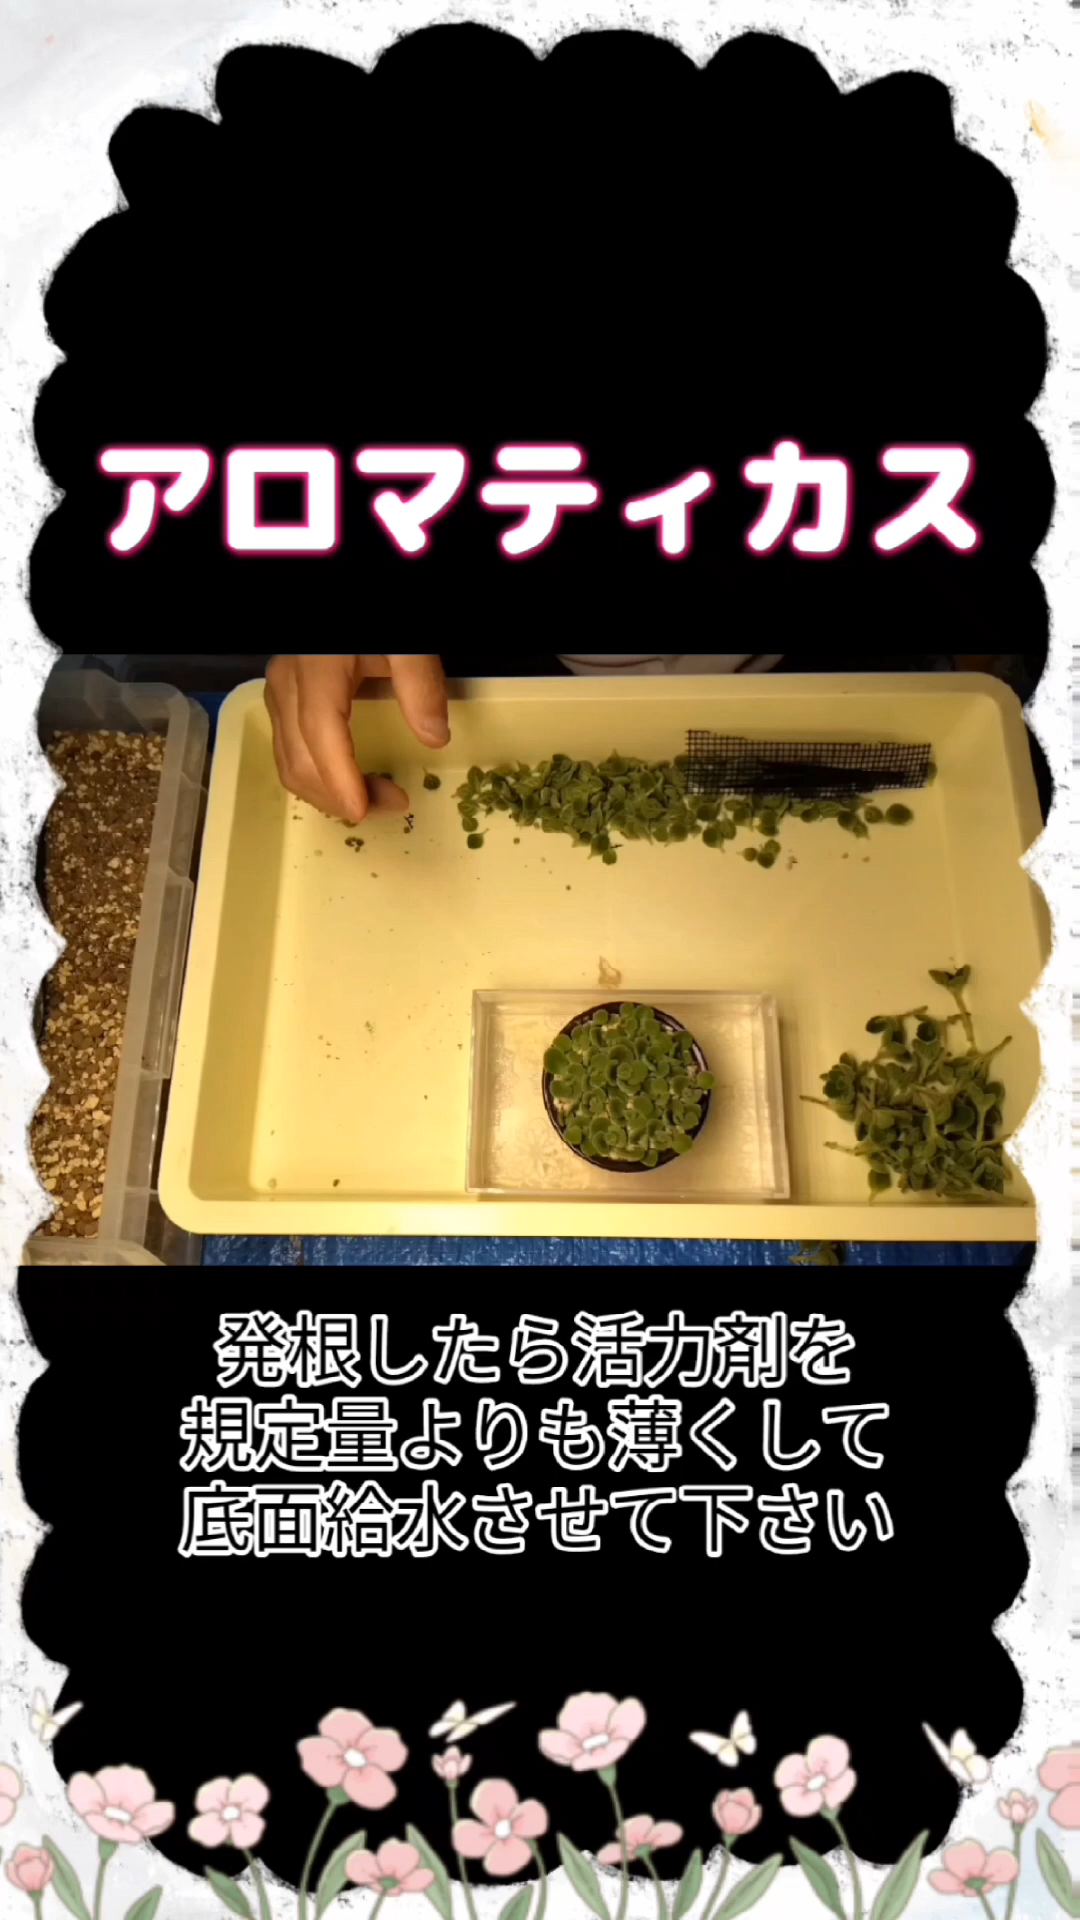 アロマティカス
発根したら活力剤を
規定量よりも薄くして
底面給水させて下さい